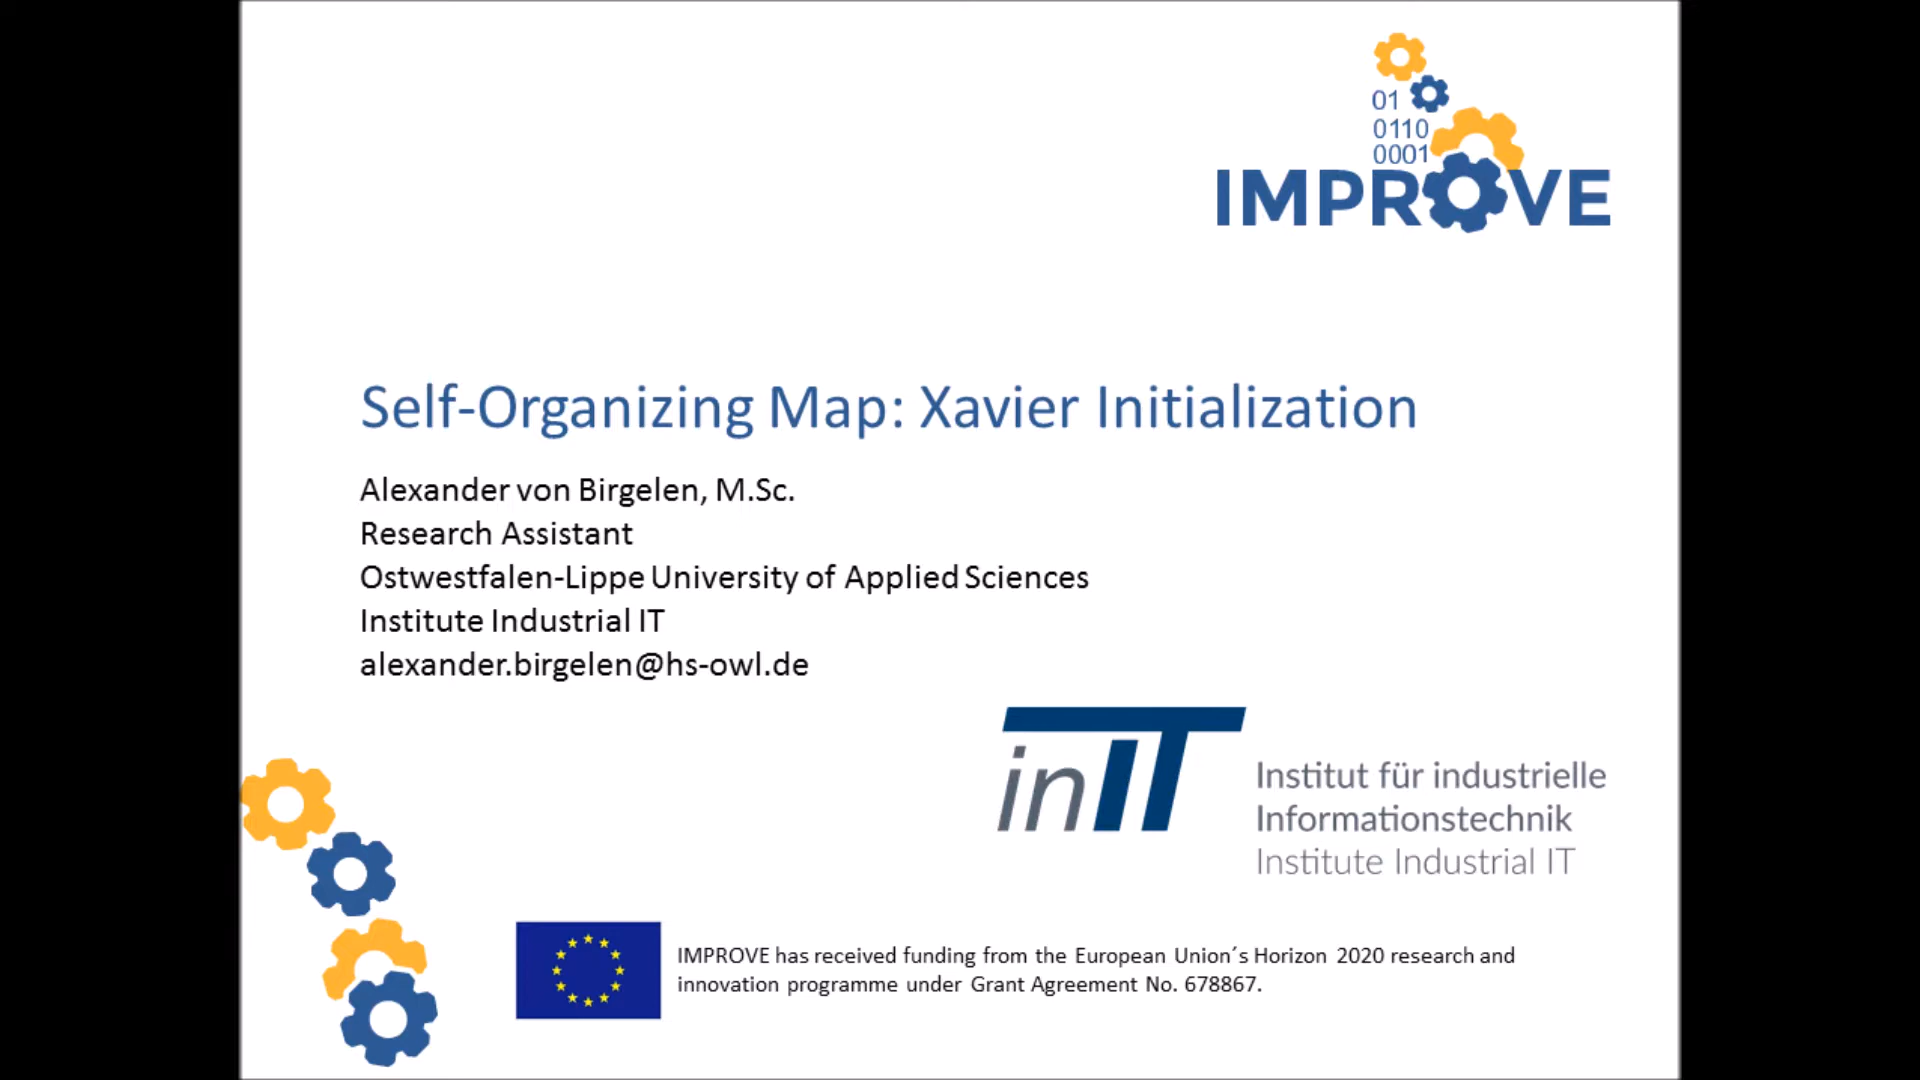 01
0110
0001
IMPROVE
Self-Organizing Map: Xavier Initialization
Alexander von Birgelen, M.Sc.
Research Assistant
Ostwestfalen-Lippe University of Applied Sciences
Institute Industrial IT
alexander.birgelen@hs-owl.de
inIT
Institut für industrielle
Informationstechnik
Institute Industrial IT
IMPROVE has received funding from the European Union´s Horizon 2020 research and
innovation programme under Grant Agreement No. 678867.